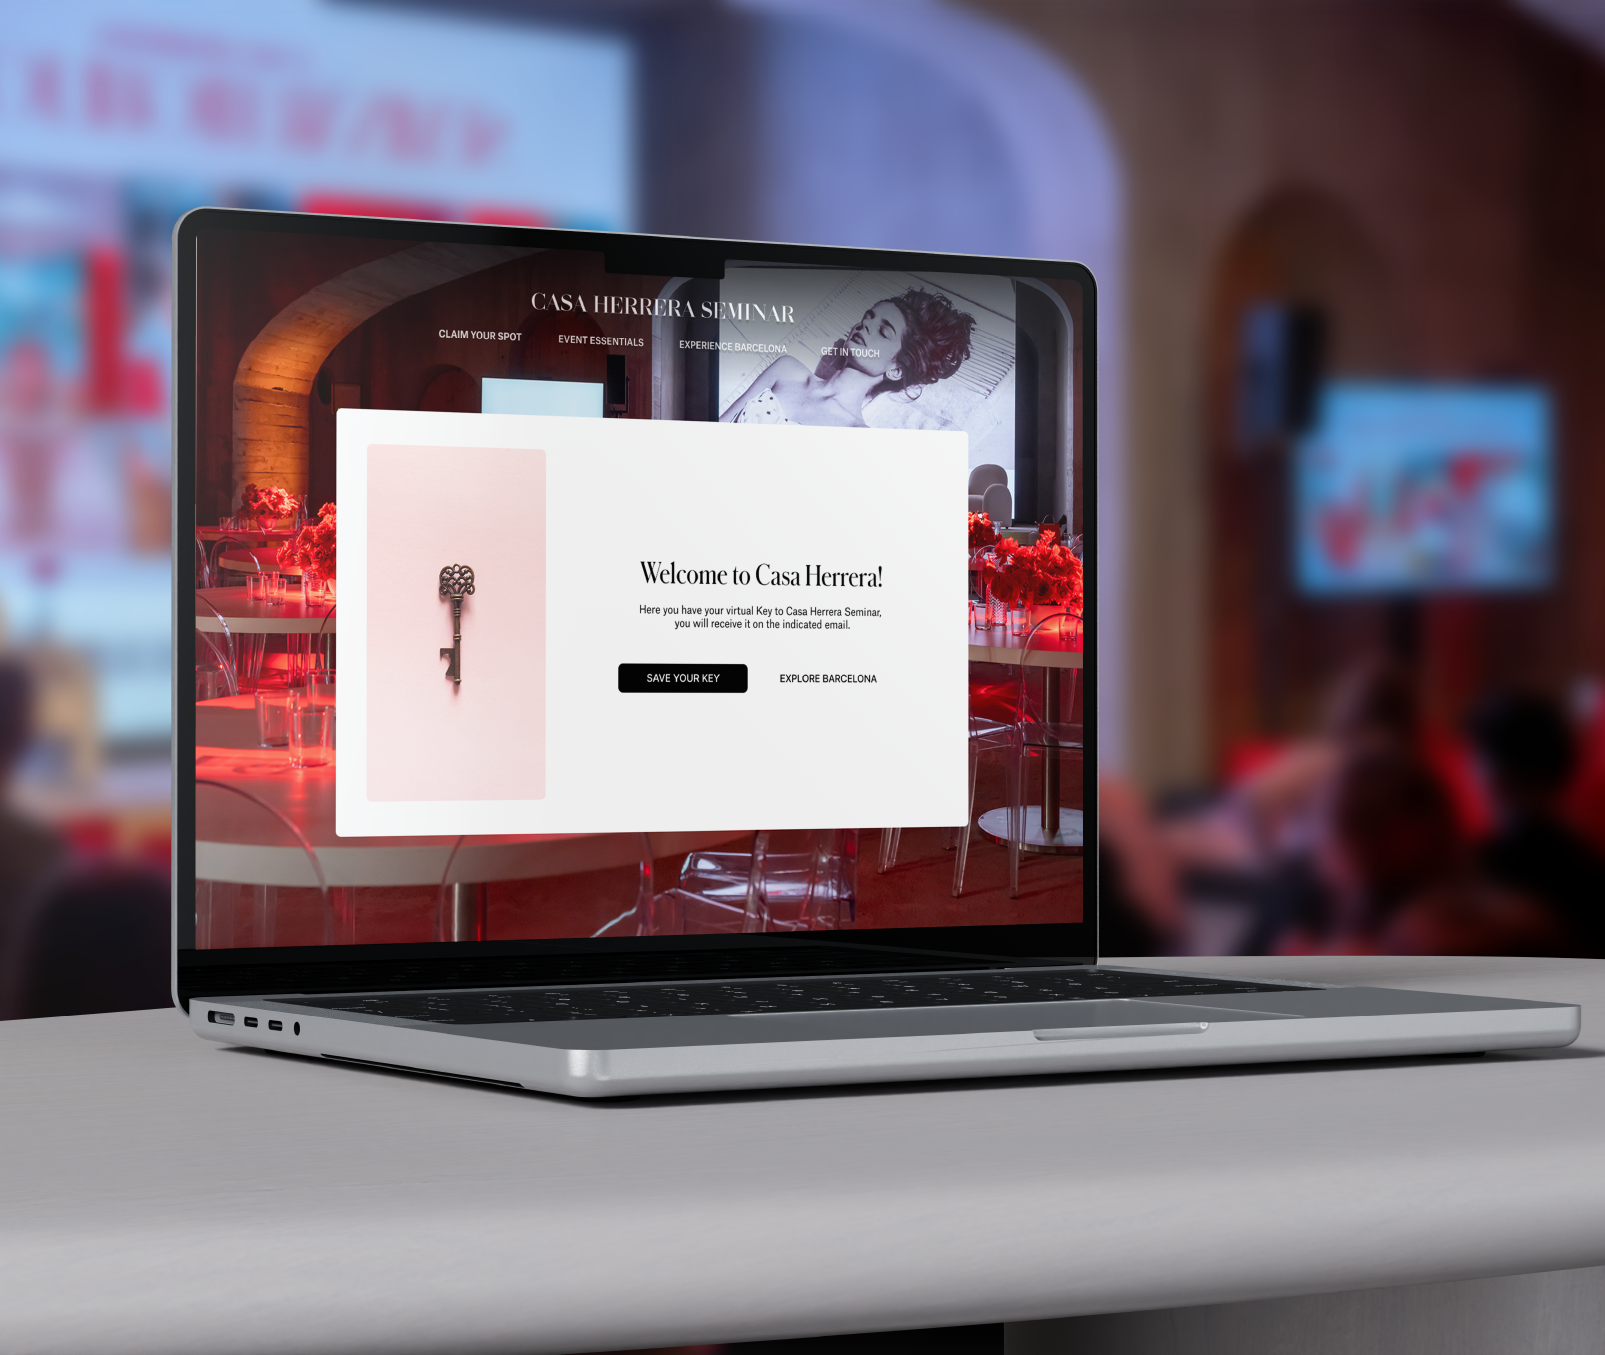 CASA HERRERA SEMINAR
CLAIM YOUR SPOT
EVENT ESSENTIALS
EXPERIENCE BARCELONA
GET IN TOUCH
Welcome to Casa Herrera!
Here you have your virtual Key to Casa Herrera Seminar,
you will receive it on the indicated email.
SAVE YOUR KEY
EXPLORE BARCELONA